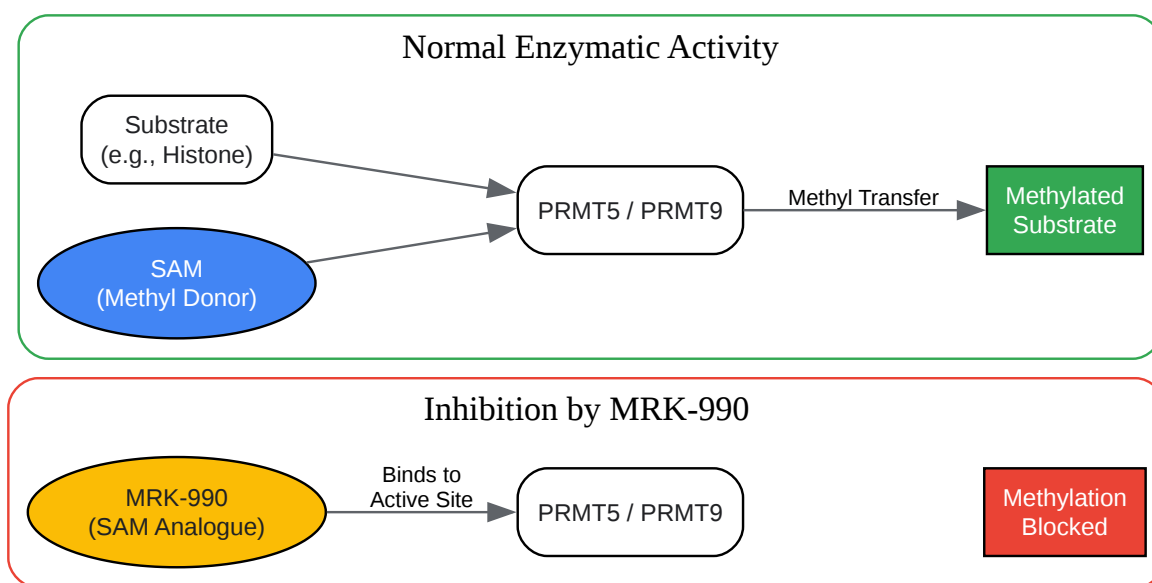 Normal Enzymatic Activity
Substrate
(e.g., Histone)
SAM
(Methyl Donor)
PRMT5 / PRMT9
Methyl Transfer
Methylated
Substrate
Inhibition by MRK-990
MRK-990
(SAM Analogue)
Binds to
Active Site
PRMT5 / PRMT9
Methylation
Blocked